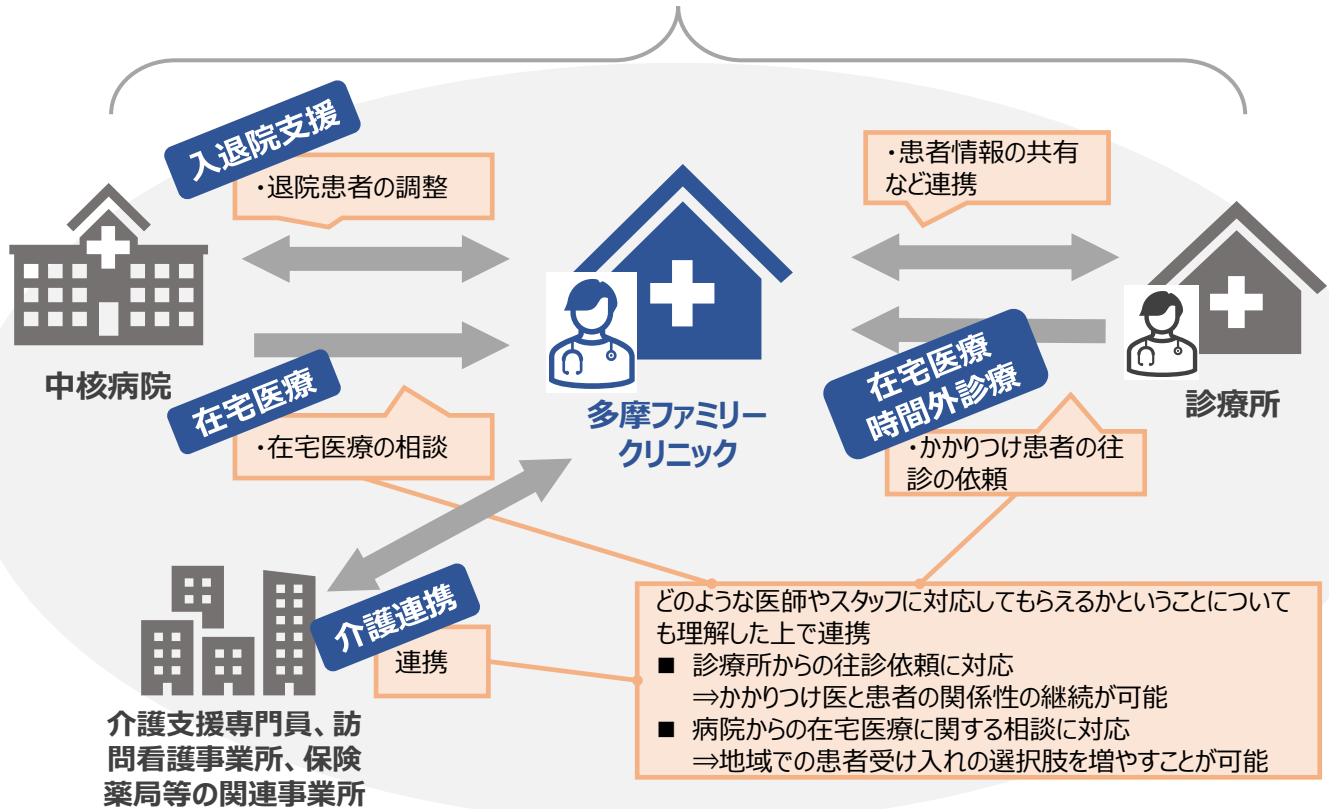 入退院支援
・退院患者の調整
・患者情報の共有
など連携
中核病院
在宅医療
・在宅医療の相談
多摩ファミリー
クリニック
在宅医療
時間外診療
・かかりつけ患者の往
診の依頼
診療所
介護連携
連携
介護支援専門員、訪
問看護事業所、保険
薬局等の関連事業所
どのような医師やスタッフに対応してもらえるかということについて
も理解した上で連携
■ 診療所からの往診依頼に対応
⇒かかりつけ医と患者の関係性の継続が可能
■ 病院からの在宅医療に関する相談に対応
⇒地域での患者受け入れの選択肢を増やすことが可能